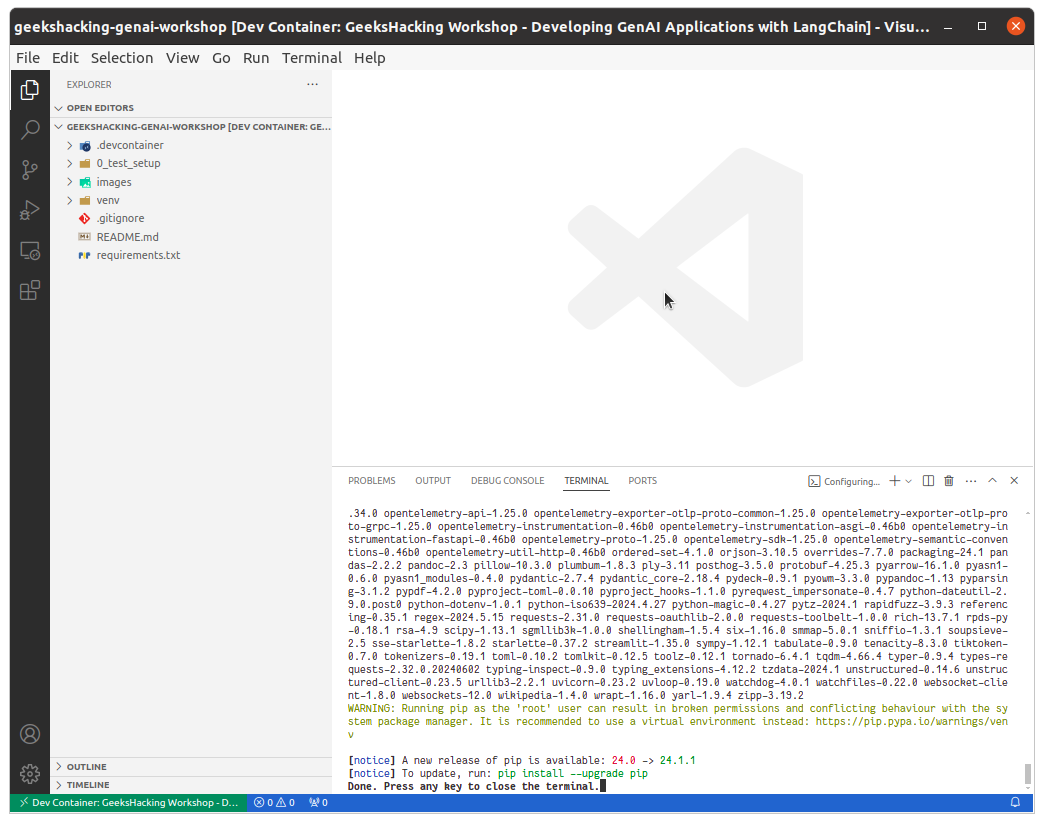 geekshacking-genai-workshop [Dev Container: GeeksHacking Workshop - Developing GenAI Applications with LangChain] - Visu...
File Edit Selection View Go Run Terminal Help
EXPLORER
OPEN EDITORS
GEEKSHACKING-GENAI-WORKSHOP [DEV CONTAINER: GE...
.devcontainer
0_test_setup
images
venv
.gitignore
README.md
requirements.txt
OUTLINE
TIMELINE
PROBLEMS OUTPUT DEBUG CONSOLE TERMINAL PORTS
Configuring...
.34.0 opentelemetry-api-1.25.0 opentelemetry-exporter-otlp-proto-common-1.25.0 opentelemetry-exporter-otlp-pro
to-grpc-1.25.0 opentelemetry-instrumentation-0.46b0 opentelemetry-instrumentation-asgi-0.46b0 opentelemetry-in
strumentation-fastapi-0.46b0 opentelemetry-proto-1.25.0 opentelemetry-sdk-1.25.0 opentelemetry-semantic-conven
tions-0.46b0 opentelemetry-util-http-0.46b0 ordered-set-4.1.0 orjson-3.10.5 overrides-7.7.0 packaging-24.1 pan
das-2.2.2 pandoc-2.3 pillow-10.3.0 plumbum-1.8.3 ply-3.11 posthog-3.5.0 protobuf-4.25.3 pyarrow-16.1.0 pyasn1-
0.6.0 pyasn1_modules-0.4.0 pydantic-2.7.4 pydantic_core-2.18.4 pydeck-0.9.1 pyowm-3.3.0 pypandoc-1.13 pyparsin
g-3.1.2 pypdf-4.2.0 pyproject-toml-0.0.10 pyproject_hooks-1.1.0 pyreqwest_impersonate-0.4.7 python-dateutil-2.
9.0.post0 python-dotenv-1.0.1 python-iso639-2024.4.27 python-magic-0.4.27 pytz-2024.1 rapidfuzz-3.9.3 referenc
ing-0.35.1 regex-2024.5.15 requests-2.31.0 requests-oauthlib-2.0.0 requests-toolbelt-1.0.0 rich-13.7.1 rpds-py
-0.18.1 rsa-4.9 scipy-1.13.1 sgmllib3k-1.0.0 shellingham-1.5.4 six-1.16.0 smmap-5.0.1 sniffio-1.3.1 soupsieve-
2.5 sse-starlette-1.8.2 starlette-0.37.2 streamlit-1.35.0 sympy-1.12.1 tabulate-0.9.0 tenacity-8.3.0 tiktoken-
0.7.0 tokenizers-0.19.1 toml-0.10.2 tomlkit-0.12.5 toolz-0.12.1 tornado-6.4.1 tqdm-4.66.4 typer-0.9.4 types-re
quests-2.32.0.20240602 typing-inspect-0.9.0 typing_extensions-4.12.2 tzdata-2024.1 unstructured-0.14.6 unstruc
tured-client-0.23.5 urllib3-2.2.1 uvicorn-0.23.2 uvloop-0.19.0 watchdog-4.0.1 watchfiles-0.22.0 websocket-clie
nt-1.8.0 websockets-12.0 wikipedia-1.4.0 wrapt-1.16.0 yarl-1.9.4 zipp-3.19.2
WARNING: Running pip as the 'root' user can result in broken permissions and conflicting behaviour with the sy
stem package manager. It is recommended to use a virtual environment instead: https://pip.pypa.io/warnings/ven
v
[notice] A new release of pip is available: 24.0 -> 24.1.1
[notice] To update, run: pip install --upgrade pip
Done. Press any key to close the terminal.
Dev Container: GeeksHacking Workshop - D... 0 0 0